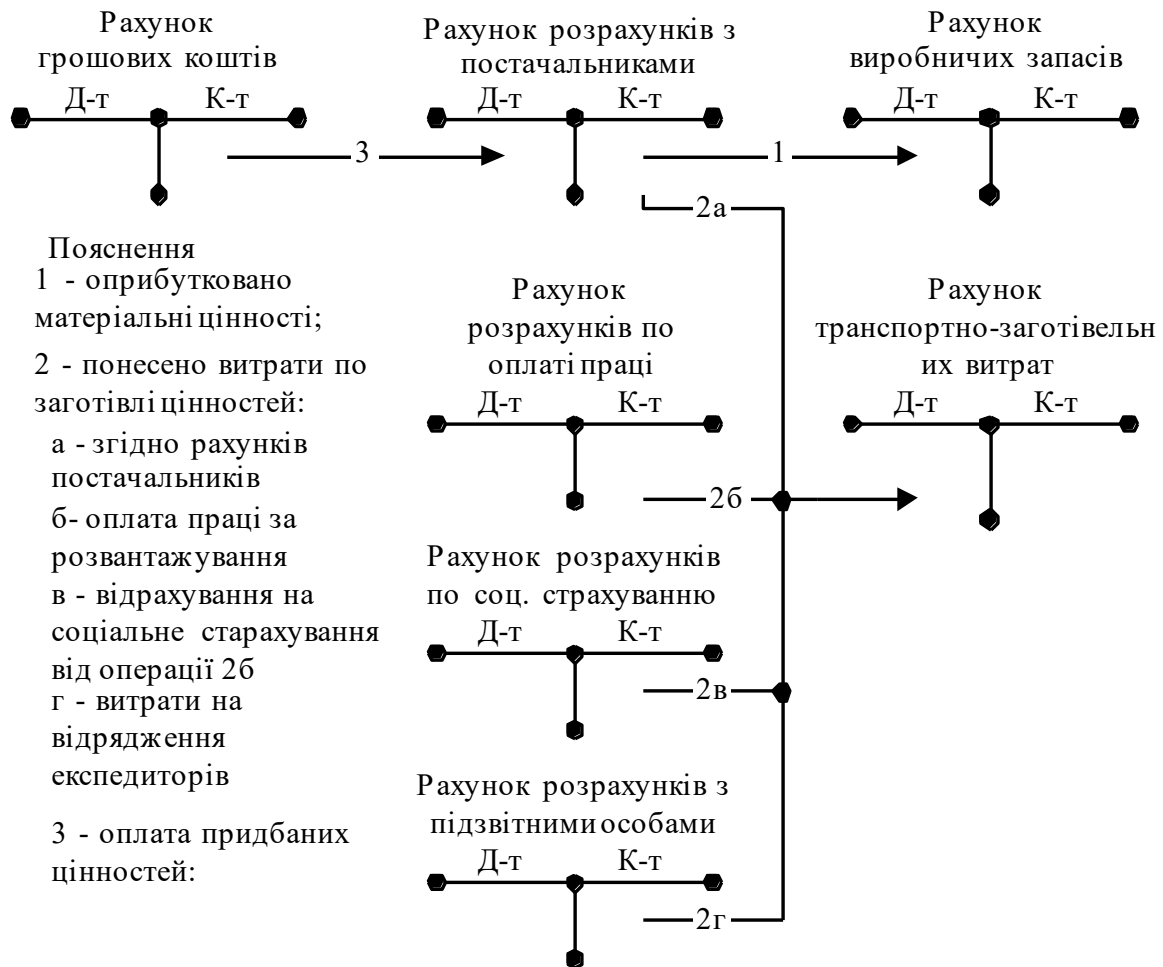 Рахунок
грошових коштів
Д-т К-т
Рахунок розрахунків з
постачальниками
Д-т К-т
Рахунок
виробничих запасів
Д-т К-т
3
1
2а
Пояснення
1 - оприбутковано
матеріальні цінності;
2 - понесено витрати по
заготівлі цінностей:
а - згідно рахунків
постачальників
б- оплата праці за
розвантажування
в - відрахування на
соціальне старахування
від операції 2б
г - витрати на
відрядження
експедиторів
3 - оплата придбаних
цінностей:
Рахунок
розрахунків по
оплаті праці
Д-т К-т
2б
Рахунок
транспортно-заготівельн
их витрат
Д-т К-т
Рахунок розрахунків
по соц. страхуванню
Д-т К-т
2в
Рахунок розрахунків з
підзвітними особами
Д-т К-т
2г